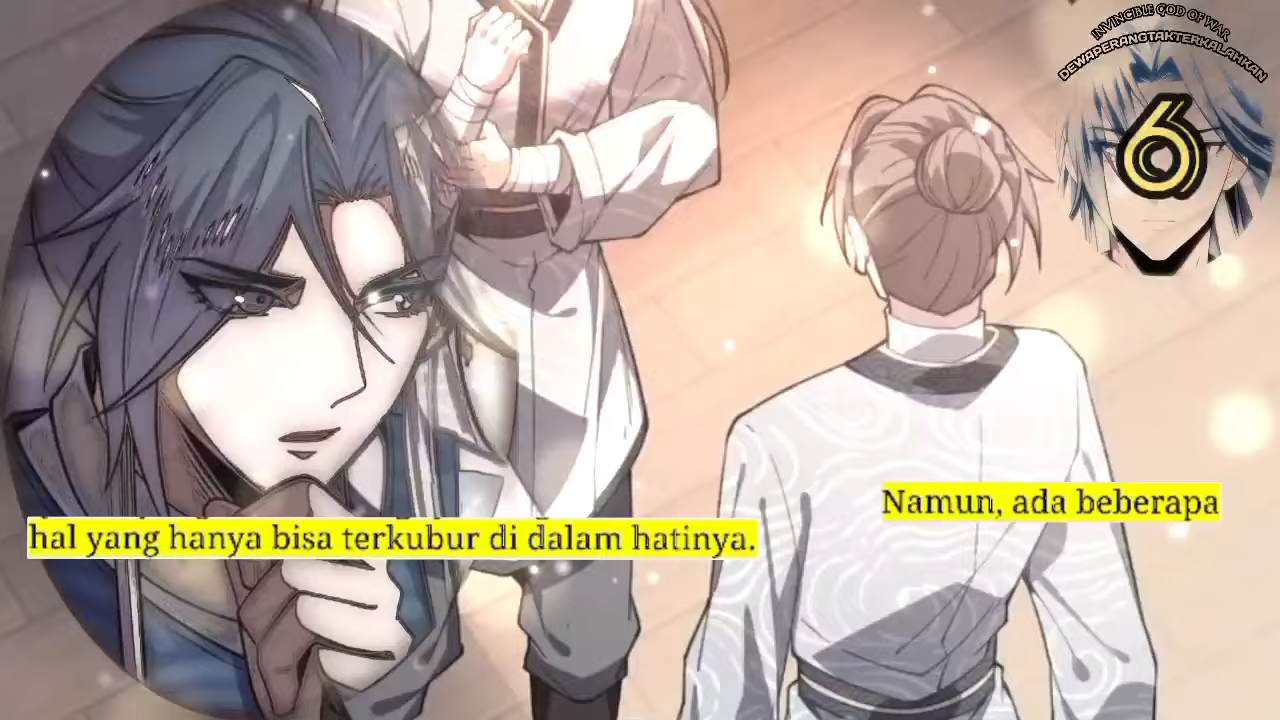 INVINCIBLE GOD OF WAR
DEWAPERANGTAKTERKALAHKAN
6
Namun, ada beberapa
hal yang hanya bisa terkubur di dalam hatinya.